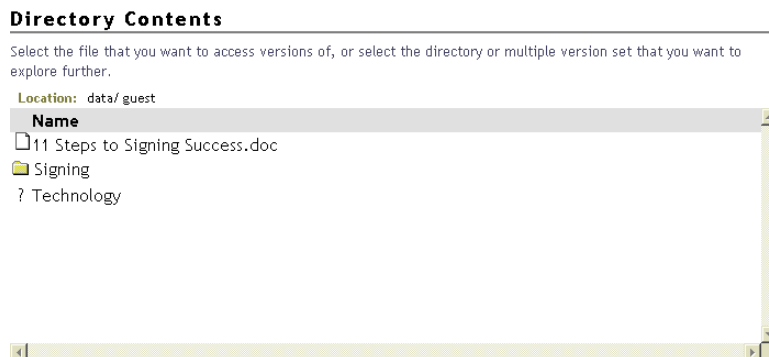 Directory Contents
Select the file that you want to access versions of, or select the directory or multiple version set that you want to
explore further.
Location: data/ guest
Name
11 Steps to Signing Success.doc
Signing
? Technology